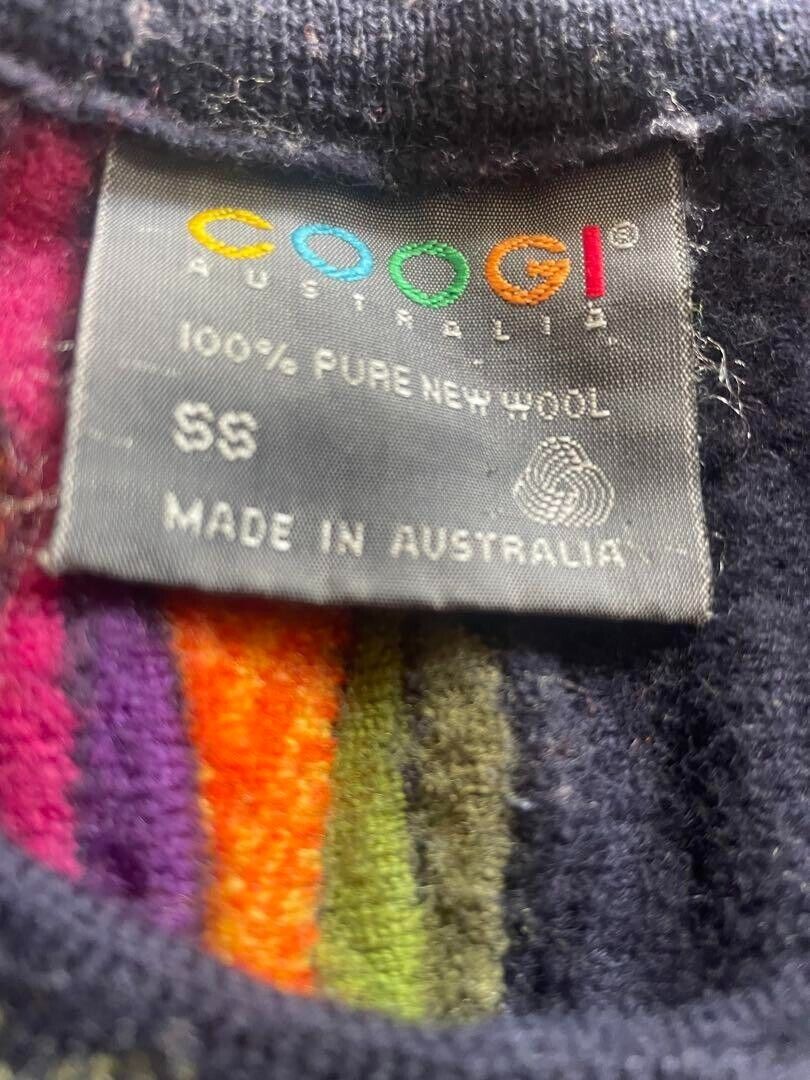 COOGI®
AUSTRALIA
100% PURE NEW WOOL
SS
MADE IN AUSTRALIA